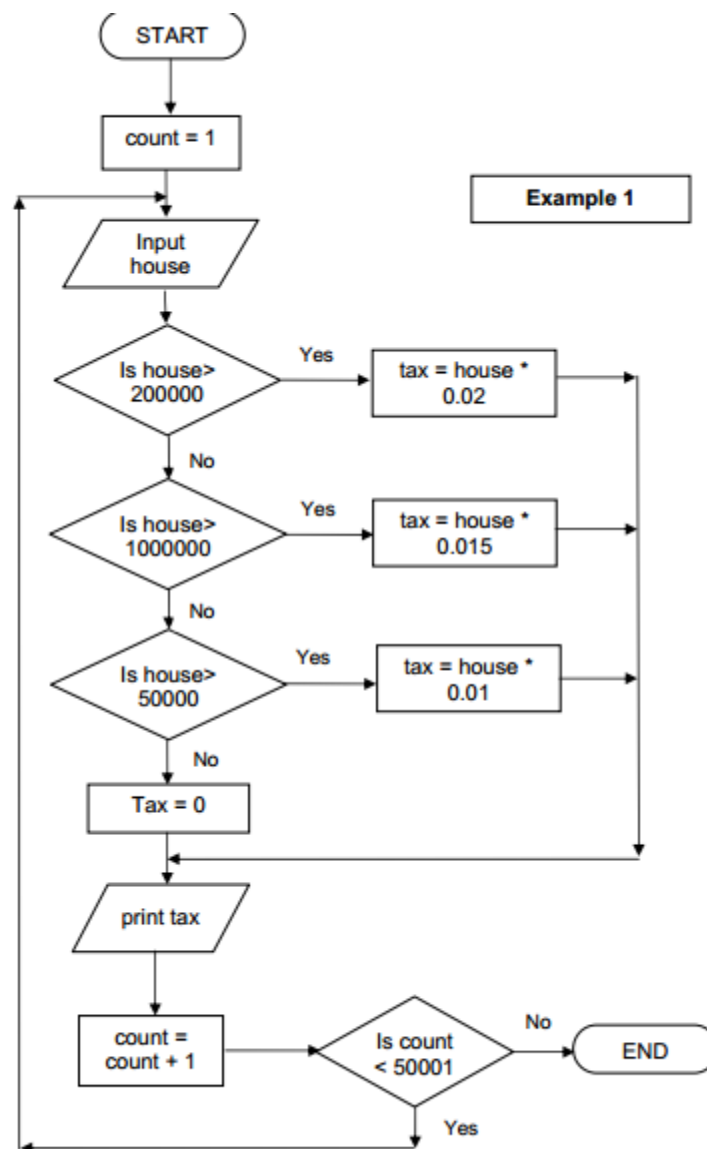 START
count = 1
Example 1
Input
house
Is house>
200000
Yes
tax = house *
0.02
No
Is house>
1000000
Yes
tax = house *
0.015
No
Is house>
50000
Yes
tax = house *
0.01
No
Tax = 0
print tax
count =
count + 1
Is count
< 50001
No
END
Yes